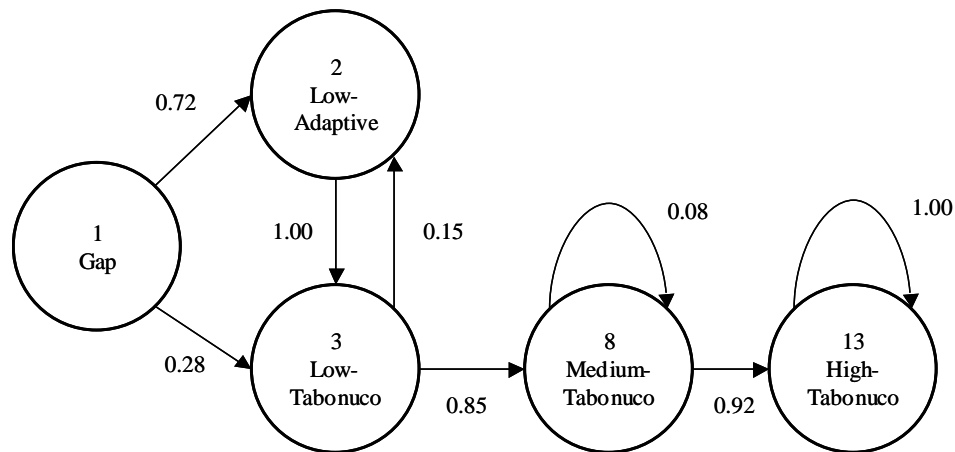 2
Low-
Adaptive
0.72
1
Gap
1.00
0.15
0.28
3
Low-
Tabonuco
0.85
0.08
8
Medium-
Tabonuco
0.92
1.00
13
High-
Tabonuco